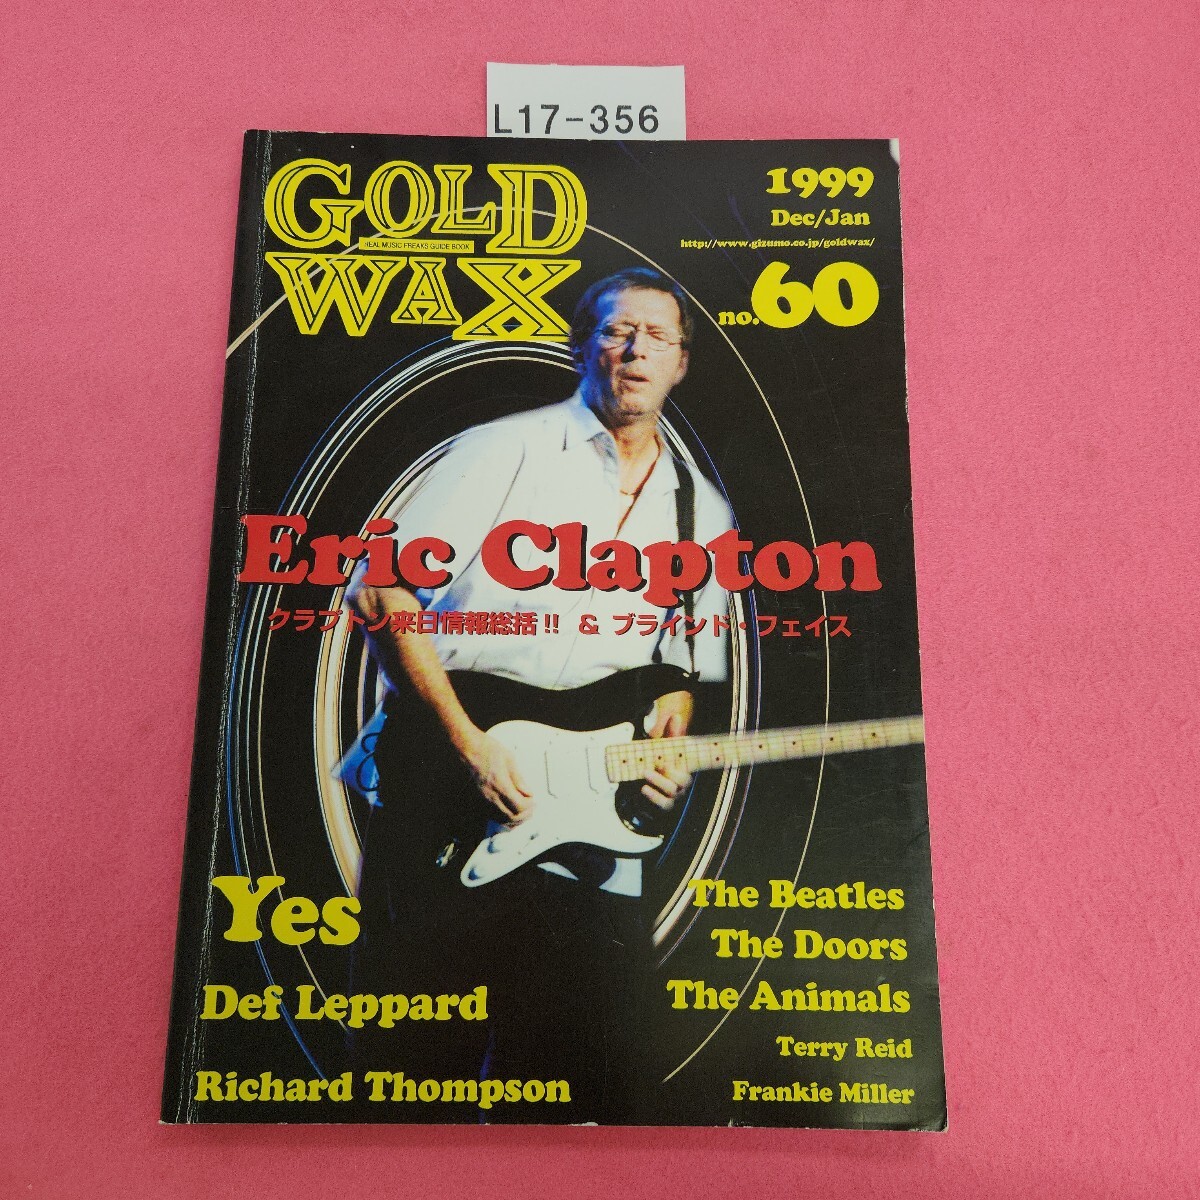 L17-356
GOLD
REAL MUSIC FREAKS GUIDE BOOK
WAX
1999
Dec/Jan
http://www.gizumo.co.jp/goldwax/
no.60
Eric Clapton
クラプトン来日情報総括!! & ブラインド・フェイス
Yes
Def Leppard
Richard Thompson
The Beatles
The Doors
The Animals
Terry Reid
Frankie Miller